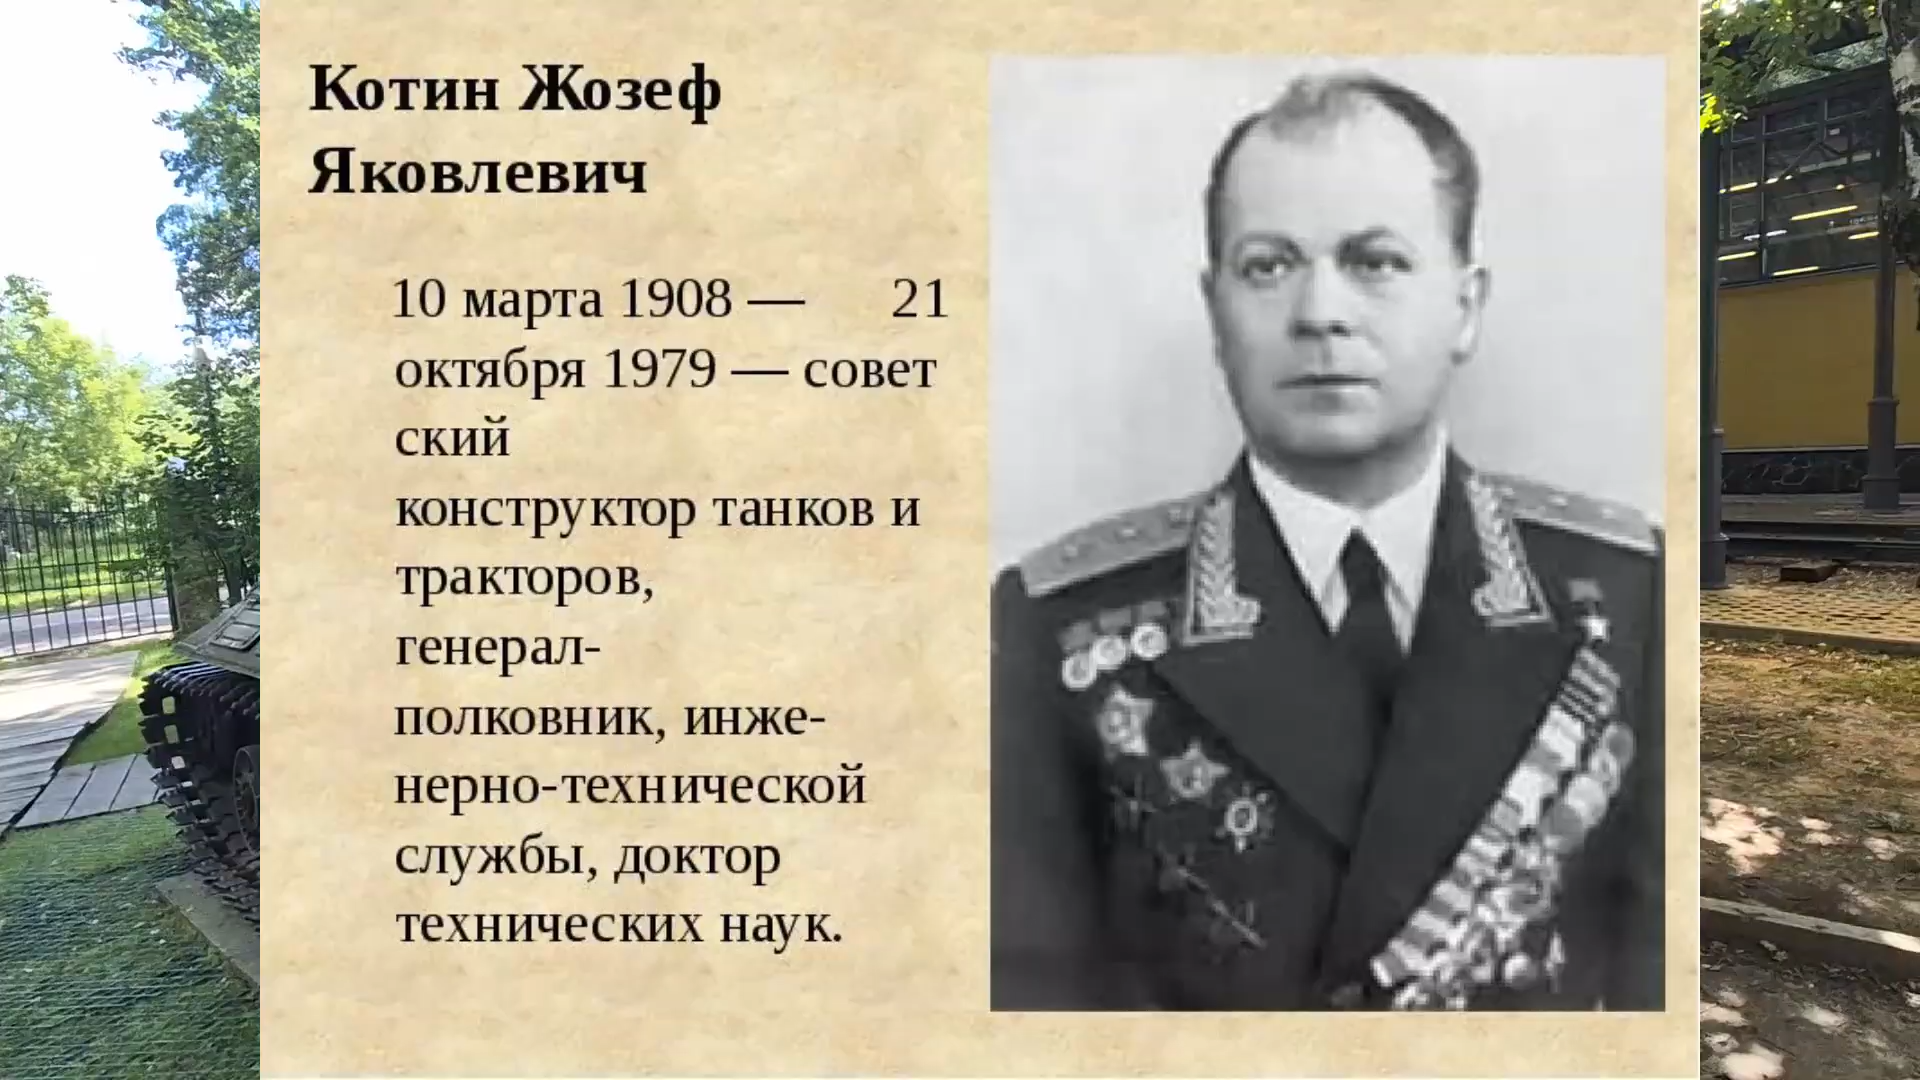 Котин Жозеф
Яковлевич
10 марта 1908 — 21
октября 1979 — совет
ский
конструктор танков и
тракторов,
генерал-
полковник, инже-
нерно-технической
службы, доктор
технических наук.